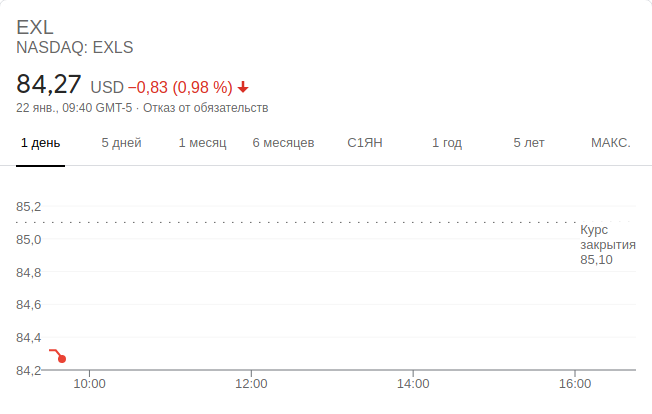 EXL
NASDAQ: EXLS
84,27 USD −0,83 (0,98 %)
22 янв., 09:40 GMT-5 · Отказ от обязательств
1 день 5 дней 1 месяц 6 месяцев С1ЯН 1 год 5 лет МАКС.
85,2
85,0
84,8
84,6
84,4
84,2
Курс
закрытия
85,10
10:00 12:00 14:00 16:00